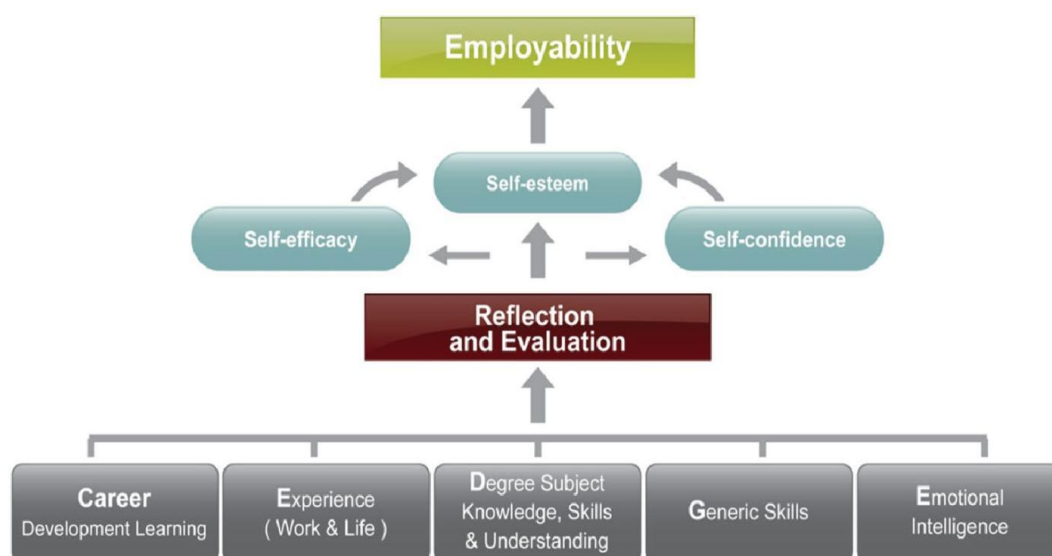 Employability
Self-esteem
Self-efficacy
Self-confidence
Reflection
and Evaluation
Career
Development Learning
Experience
( Work & Life )
Degree Subject
Knowledge, Skills
& Understanding
Generic Skills
Emotional
Intelligence